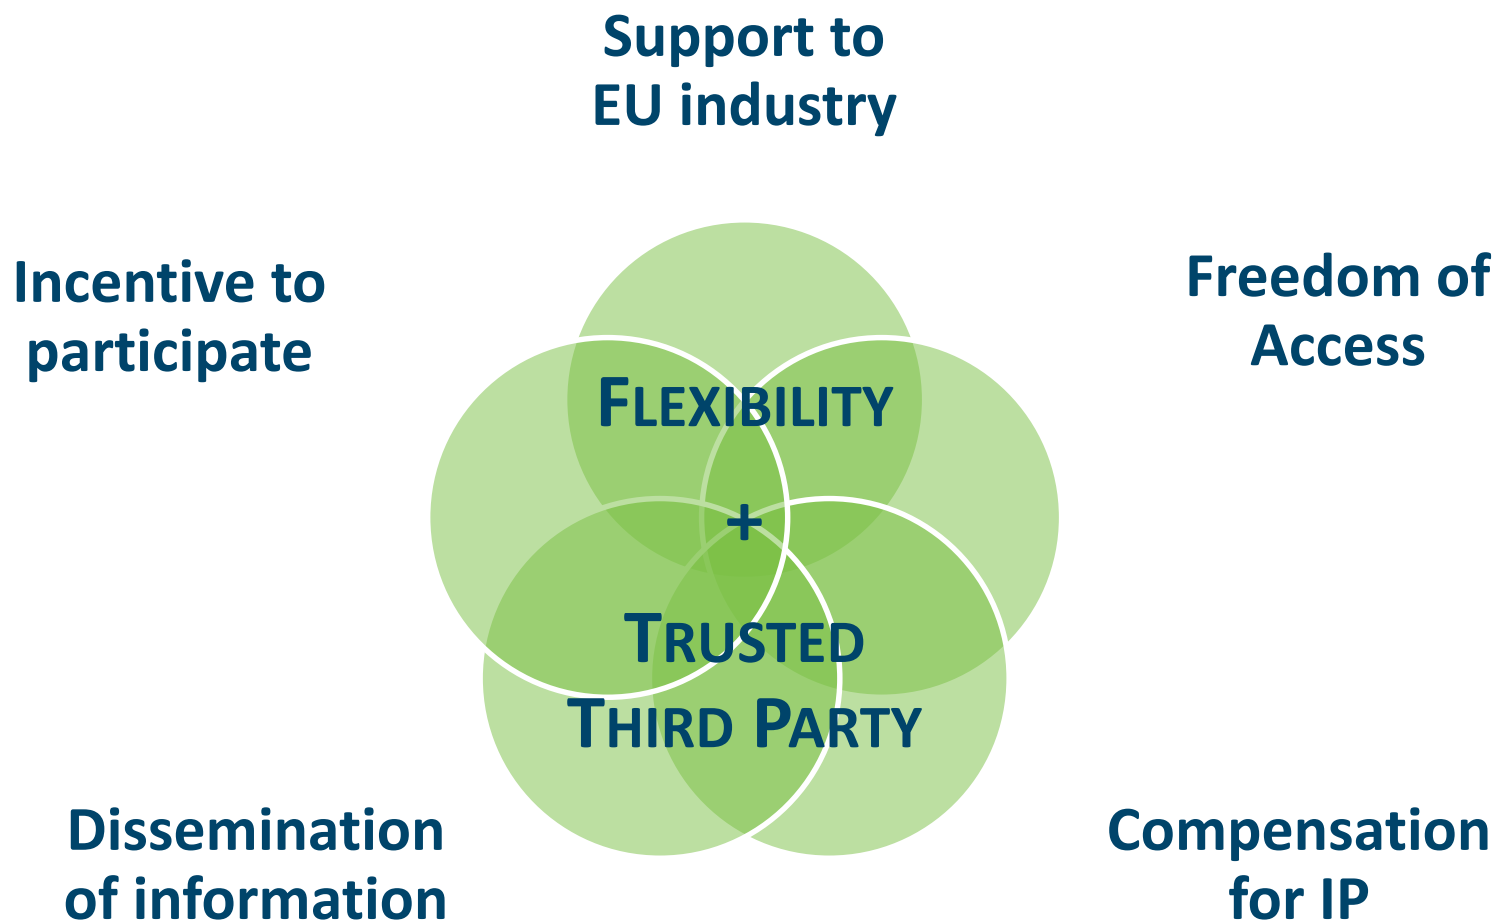 Support to
EU industry
Incentive to
participate
Freedom of
Access
FLEXIBILITY
+
TRUSTED
THIRD PARTY
Dissemination
of information
Compensation
for IP